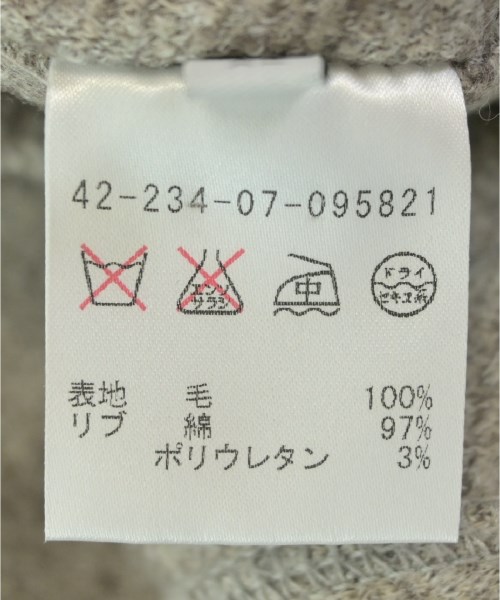 42-234-07-095821
エンソ
サラシ
中
ドライ
セキユ系
表地 毛 100%
リブ 綿 97%
ポリウレタン 3%